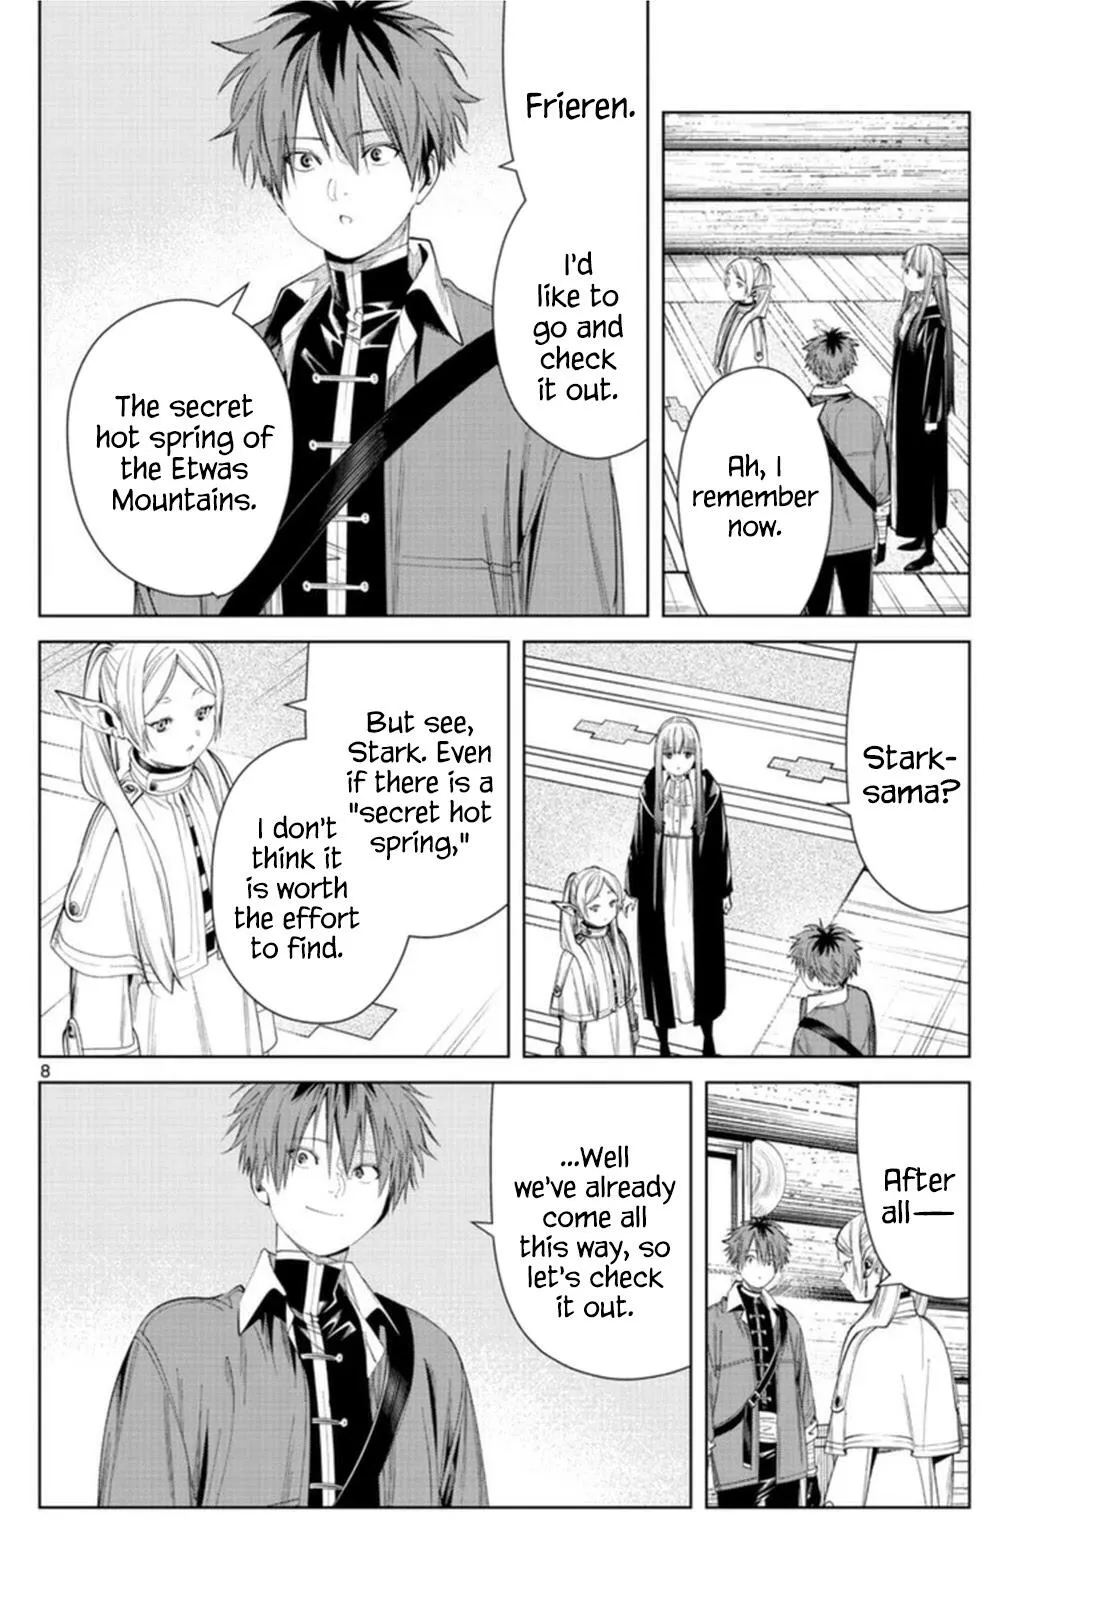 Ah, I
remember
now.
Frieren.
I'd
like to
go and
check
it out.
The secret
hot spring of
the Etwas
Mountains.
Stark-
sama?
But see,
Stark. Even
if there is a
"secret hot
spring,"
I don't
think it
is worth
the effort
to find.
8
After
all—
...Well
we've already
come all
this way, so
let's check
it out.